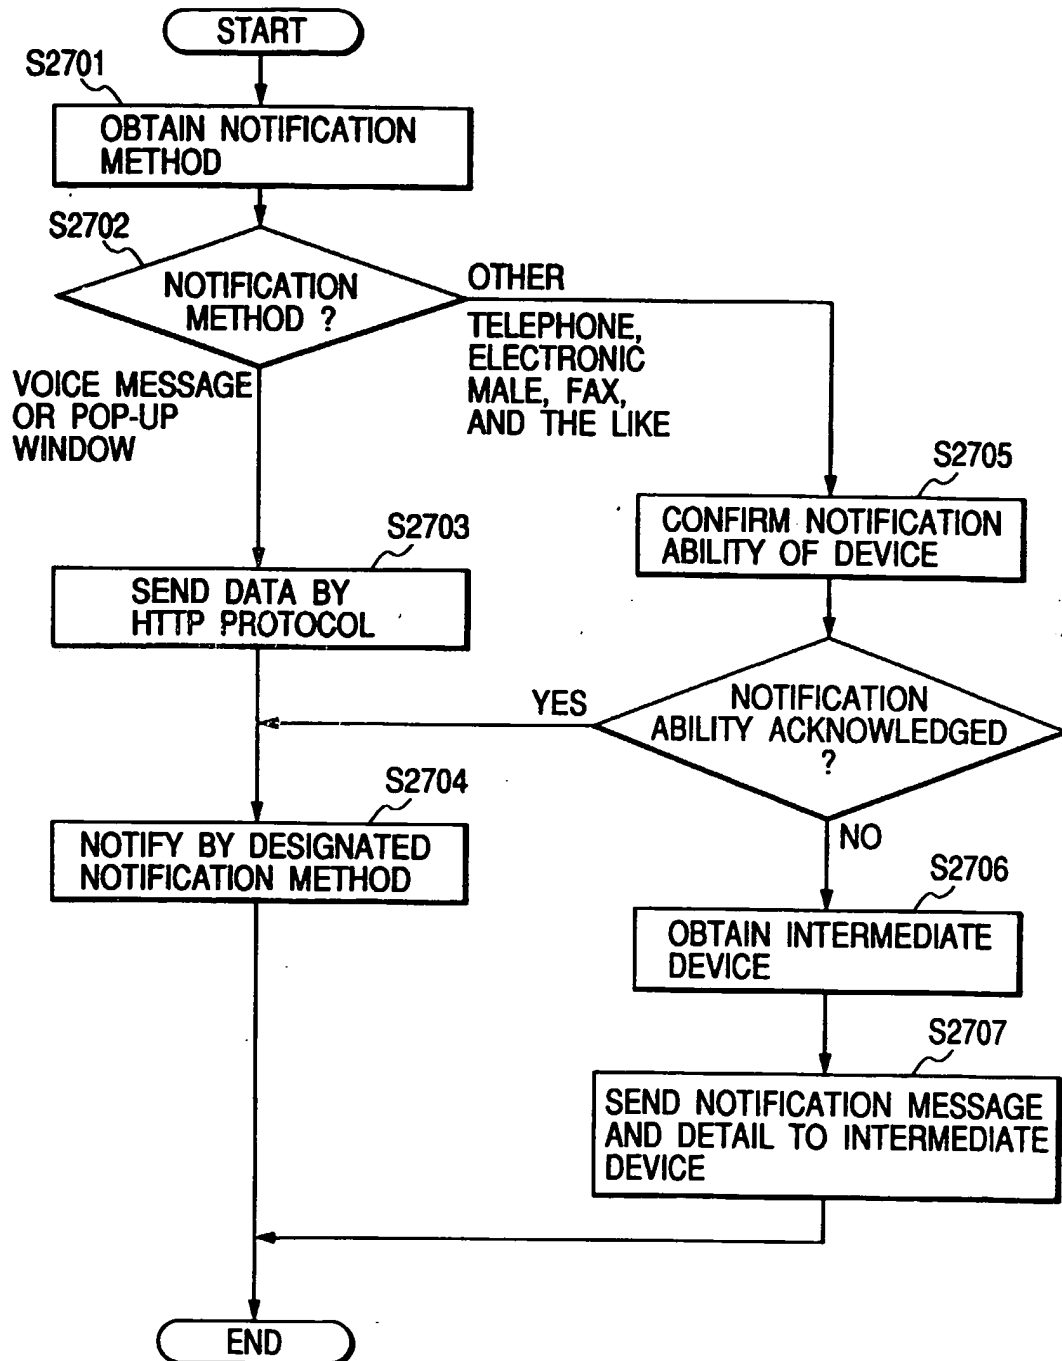 START
S2701
OBTAIN NOTIFICATION
METHOD
S2702
NOTIFICATION
METHOD ?
OTHER
TELEPHONE,
ELECTRONIC
MALE, FAX,
AND THE LIKE
VOICE MESSAGE
OR POP-UP
WINDOW
S2703
SEND DATA BY
HTTP PROTOCOL
S2705
CONFIRM NOTIFICATION
ABILITY OF DEVICE
NOTIFICATION
ABILITY ACKNOWLEDGED
?
YES
NO
S2704
NOTIFY BY DESIGNATED
NOTIFICATION METHOD
S2706
OBTAIN INTERMEDIATE
DEVICE
S2707
SEND NOTIFICATION MESSAGE
AND DETAIL TO INTERMEDIATE
DEVICE
END